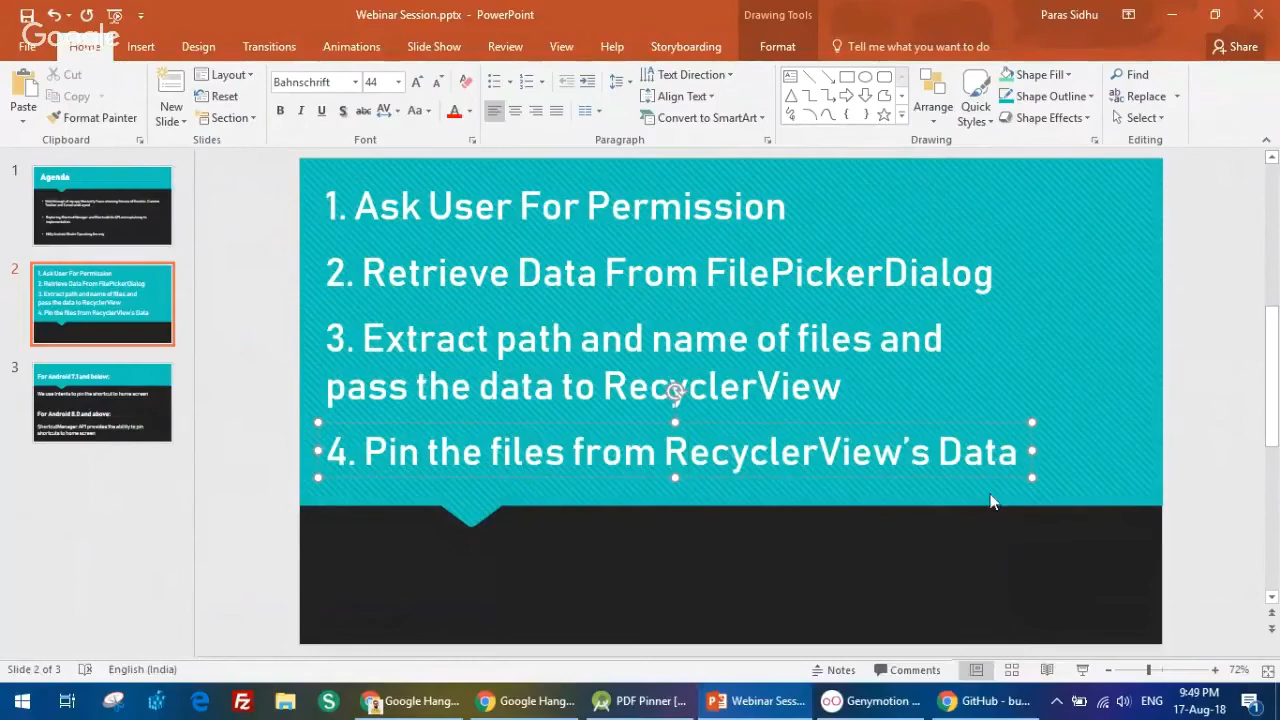 Webinar Session.pptx - PowerPoint
Drawing Tools
Paras Sidhu
Google
File
Home
Insert
Design
Transitions
Animations
Slide Show
Review
View
Help
Storyboarding
Format
Tell me what you want to do
Share
Paste
Cut
Copy
Format Painter
Clipboard
New
Slide
Layout
Reset
Section
Slides
Bahnschrift
44
B I U S abc AV Aa A
Font
Text Direction
Align Text
Convert to SmartArt
Paragraph
Arrange
Quick
Styles
Shape Fill
Shape Outline
Shape Effects
Drawing
Find
Replace
Select
Editing
1
Agenda
2
1. Ask User For Permission
2. Retrieve Data From FilePickerDialog
3. Extract path and name of files and
pass the data to RecyclerView
4. Pin the files from RecyclerView's Data
3
For Android 7.1 and below:
We use Intents to pin the shortcut to home screen
For Android 8.0 and above:
ShortcutManager API provides the ability to pin
shortcuts to home screen
1. Ask User For Permission
2. Retrieve Data From FilePickerDialog
3. Extract path and name of files and
pass the data to RecyclerView
4. Pin the files from RecyclerView's Data
Slide 2 of 3
English (India)
Notes
Comments
72%
Google Hang...
Google Hang...
PDF Pinner [...
Webinar Sess...
Genymotion ...
GitHub - bu...
ENG
9:49 PM
17-Aug-18
1